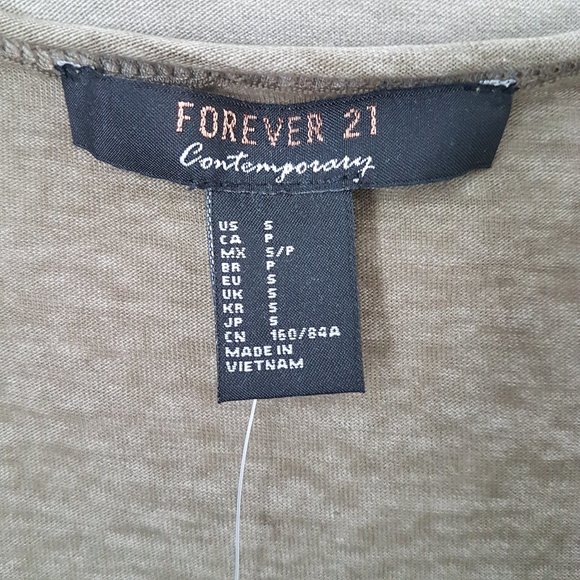 FOREVER 21
Contemporary
US S
CA P
MX S/P
BR P
EU S
UK S
KR S
JP S
CN 160/84A
MADE IN
VIETNAM